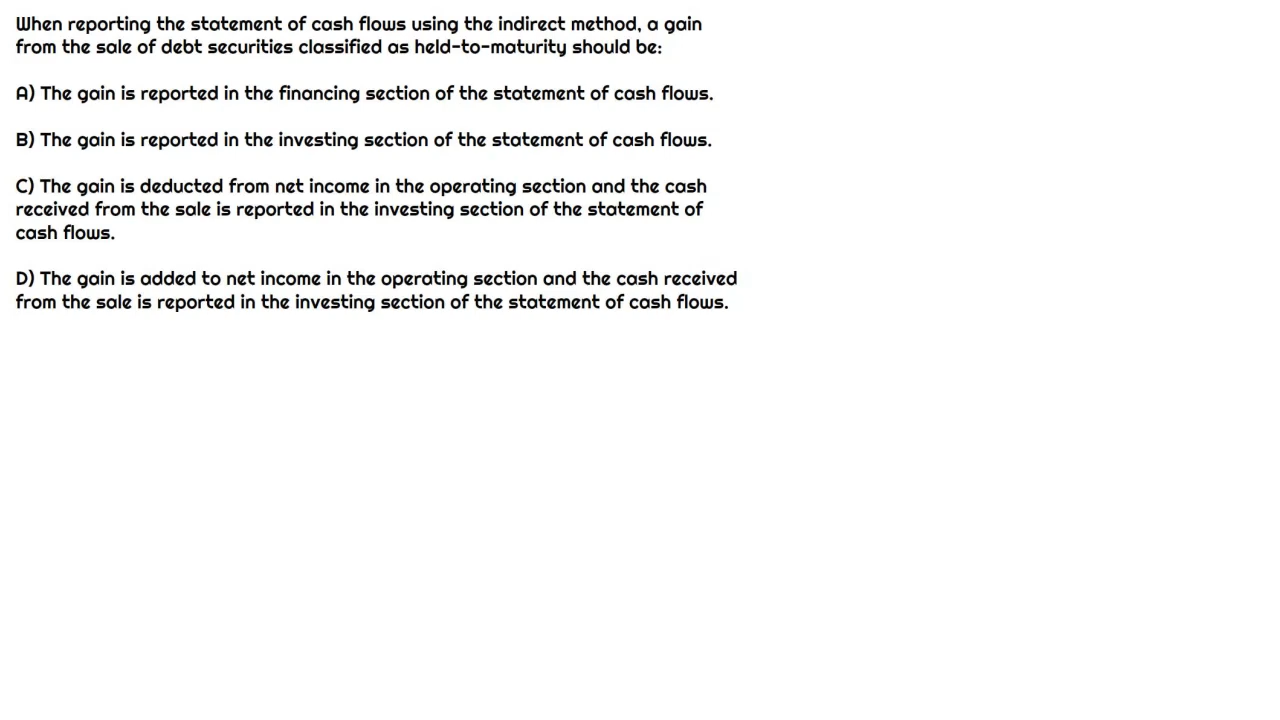 When reporting the statement of cash flows using the indirect method, a gain
from the sale of debt securities classified as held-to-maturity should be:
A) The gain is reported in the financing section of the statement of cash flows.
B) The gain is reported in the investing section of the statement of cash flows.
C) The gain is deducted from net income in the operating section and the cash
received from the sale is reported in the investing section of the statement of
cash flows.
D) The gain is added to net income in the operating section and the cash received
from the sale is reported in the investing section of the statement of cash flows.